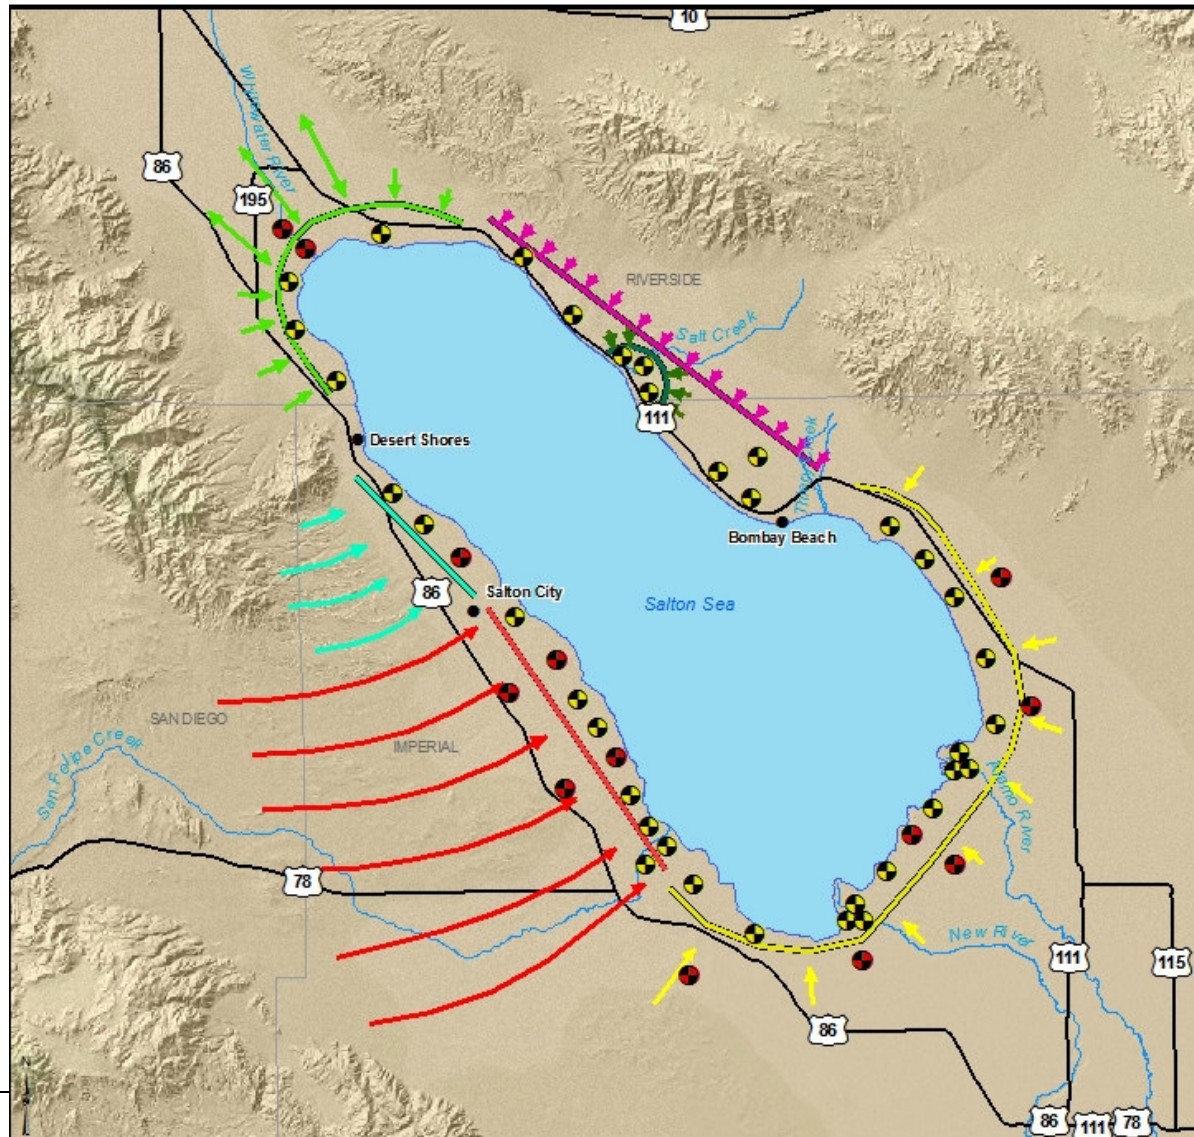 10
Whitewater River
86
195
RIVERSIDE
Salt Creek
111
Desert Shores
Creek
Bombay Beach
86
Salton City
Salton Sea
SAN DIEGO
IMPERIAL
San Felipe Creek
Alamo River
78
New River
111
115
86
N
86
111
78